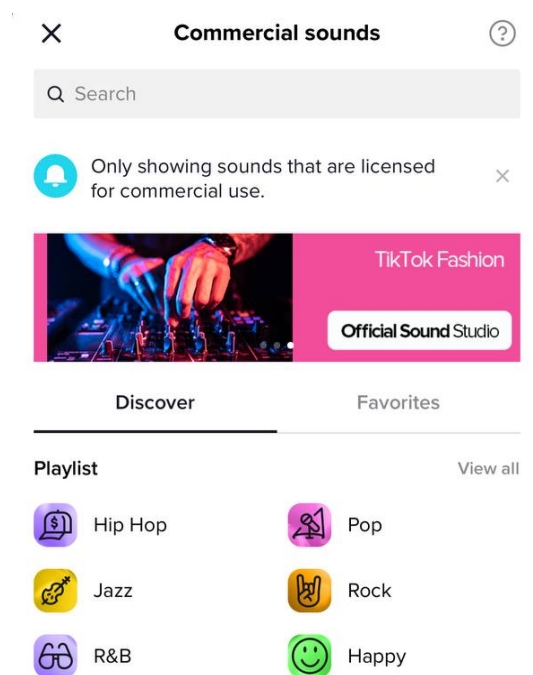 Commercial sounds
Search
Only showing sounds that are licensed
for commercial use.
TikTok Fashion
Official Sound Studio
Discover
Favorites
Playlist
View all
Hip Hop
Pop
Jazz
Rock
R&B
Happy